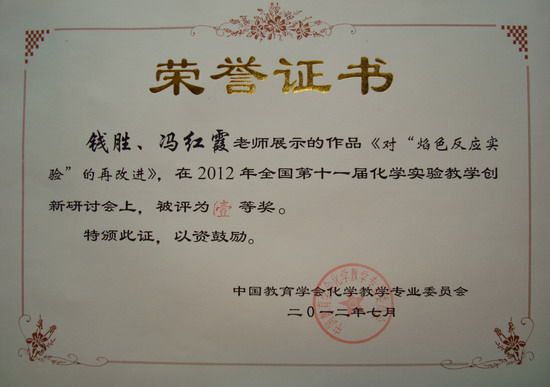 荣誉证书
钱胜、冯红霞老师展示的作品《对“焰色反应实
验”的再改进》，在2012年全国第十一届化学实验教学创
新研讨会上，被评为壹等奖。
特颁此证，以资鼓励。
中国教育学会化学教学专业委员会
二〇一二年七月